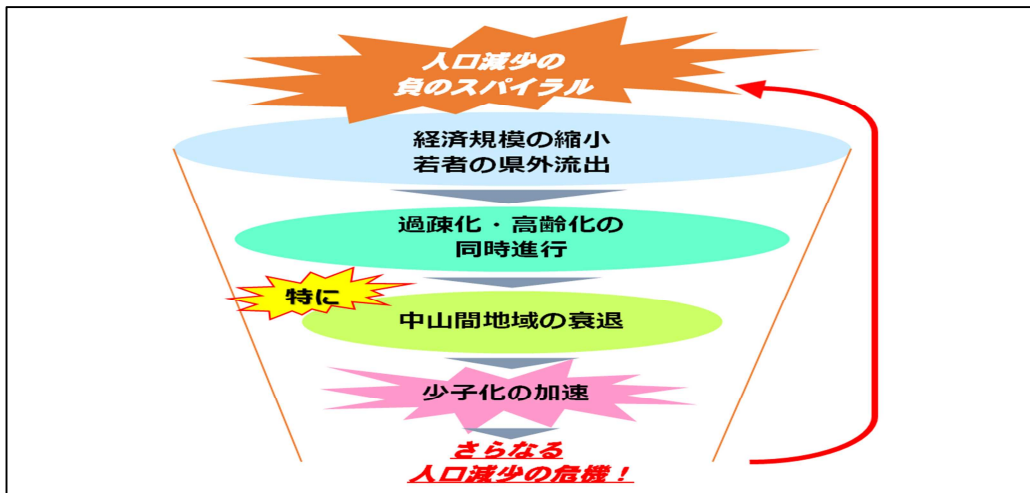 人口減少の
負のスパイラル
経済規模の縮小
若者の県外流出
過疎化・高齢化の
同時進行
特に
中山間地域の衰退
少子化の加速
さらなる
人口減少の危機！